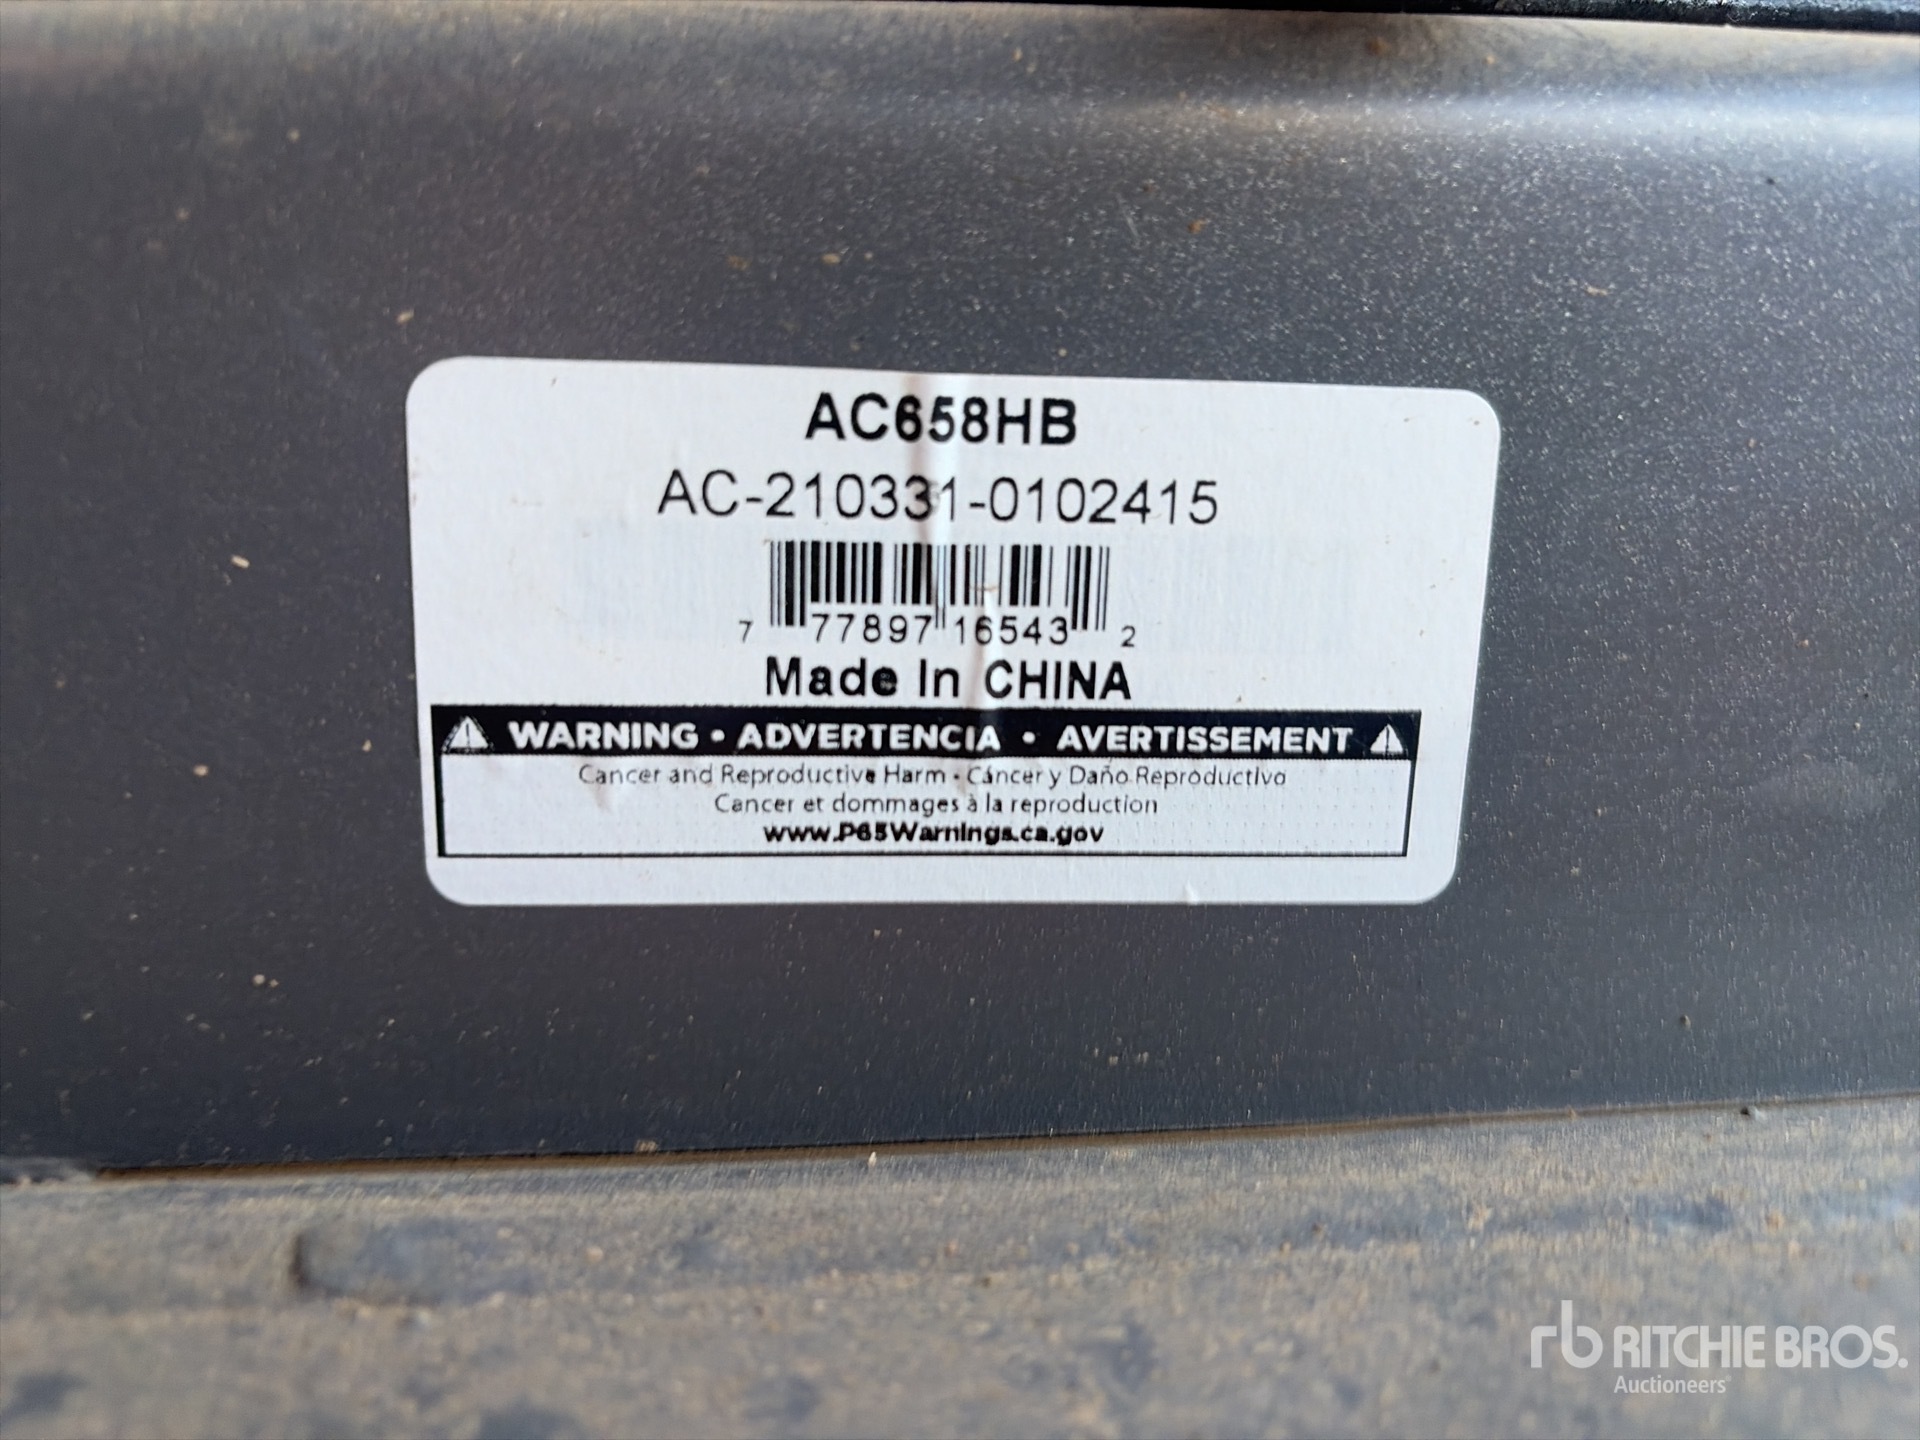 AC658HB
AC-210331-0102415
7 77897 16543 2
Made In CHINA
WARNING • ADVERTENCIA • AVERTISSEMENT
Cancer and Reproductive Harm - Cáncer y Daño Reproductivo
Cancer et dommages à la reproduction
www.P65Warnings.ca.gov
rb RITCHIE BROS.
Auctioneers